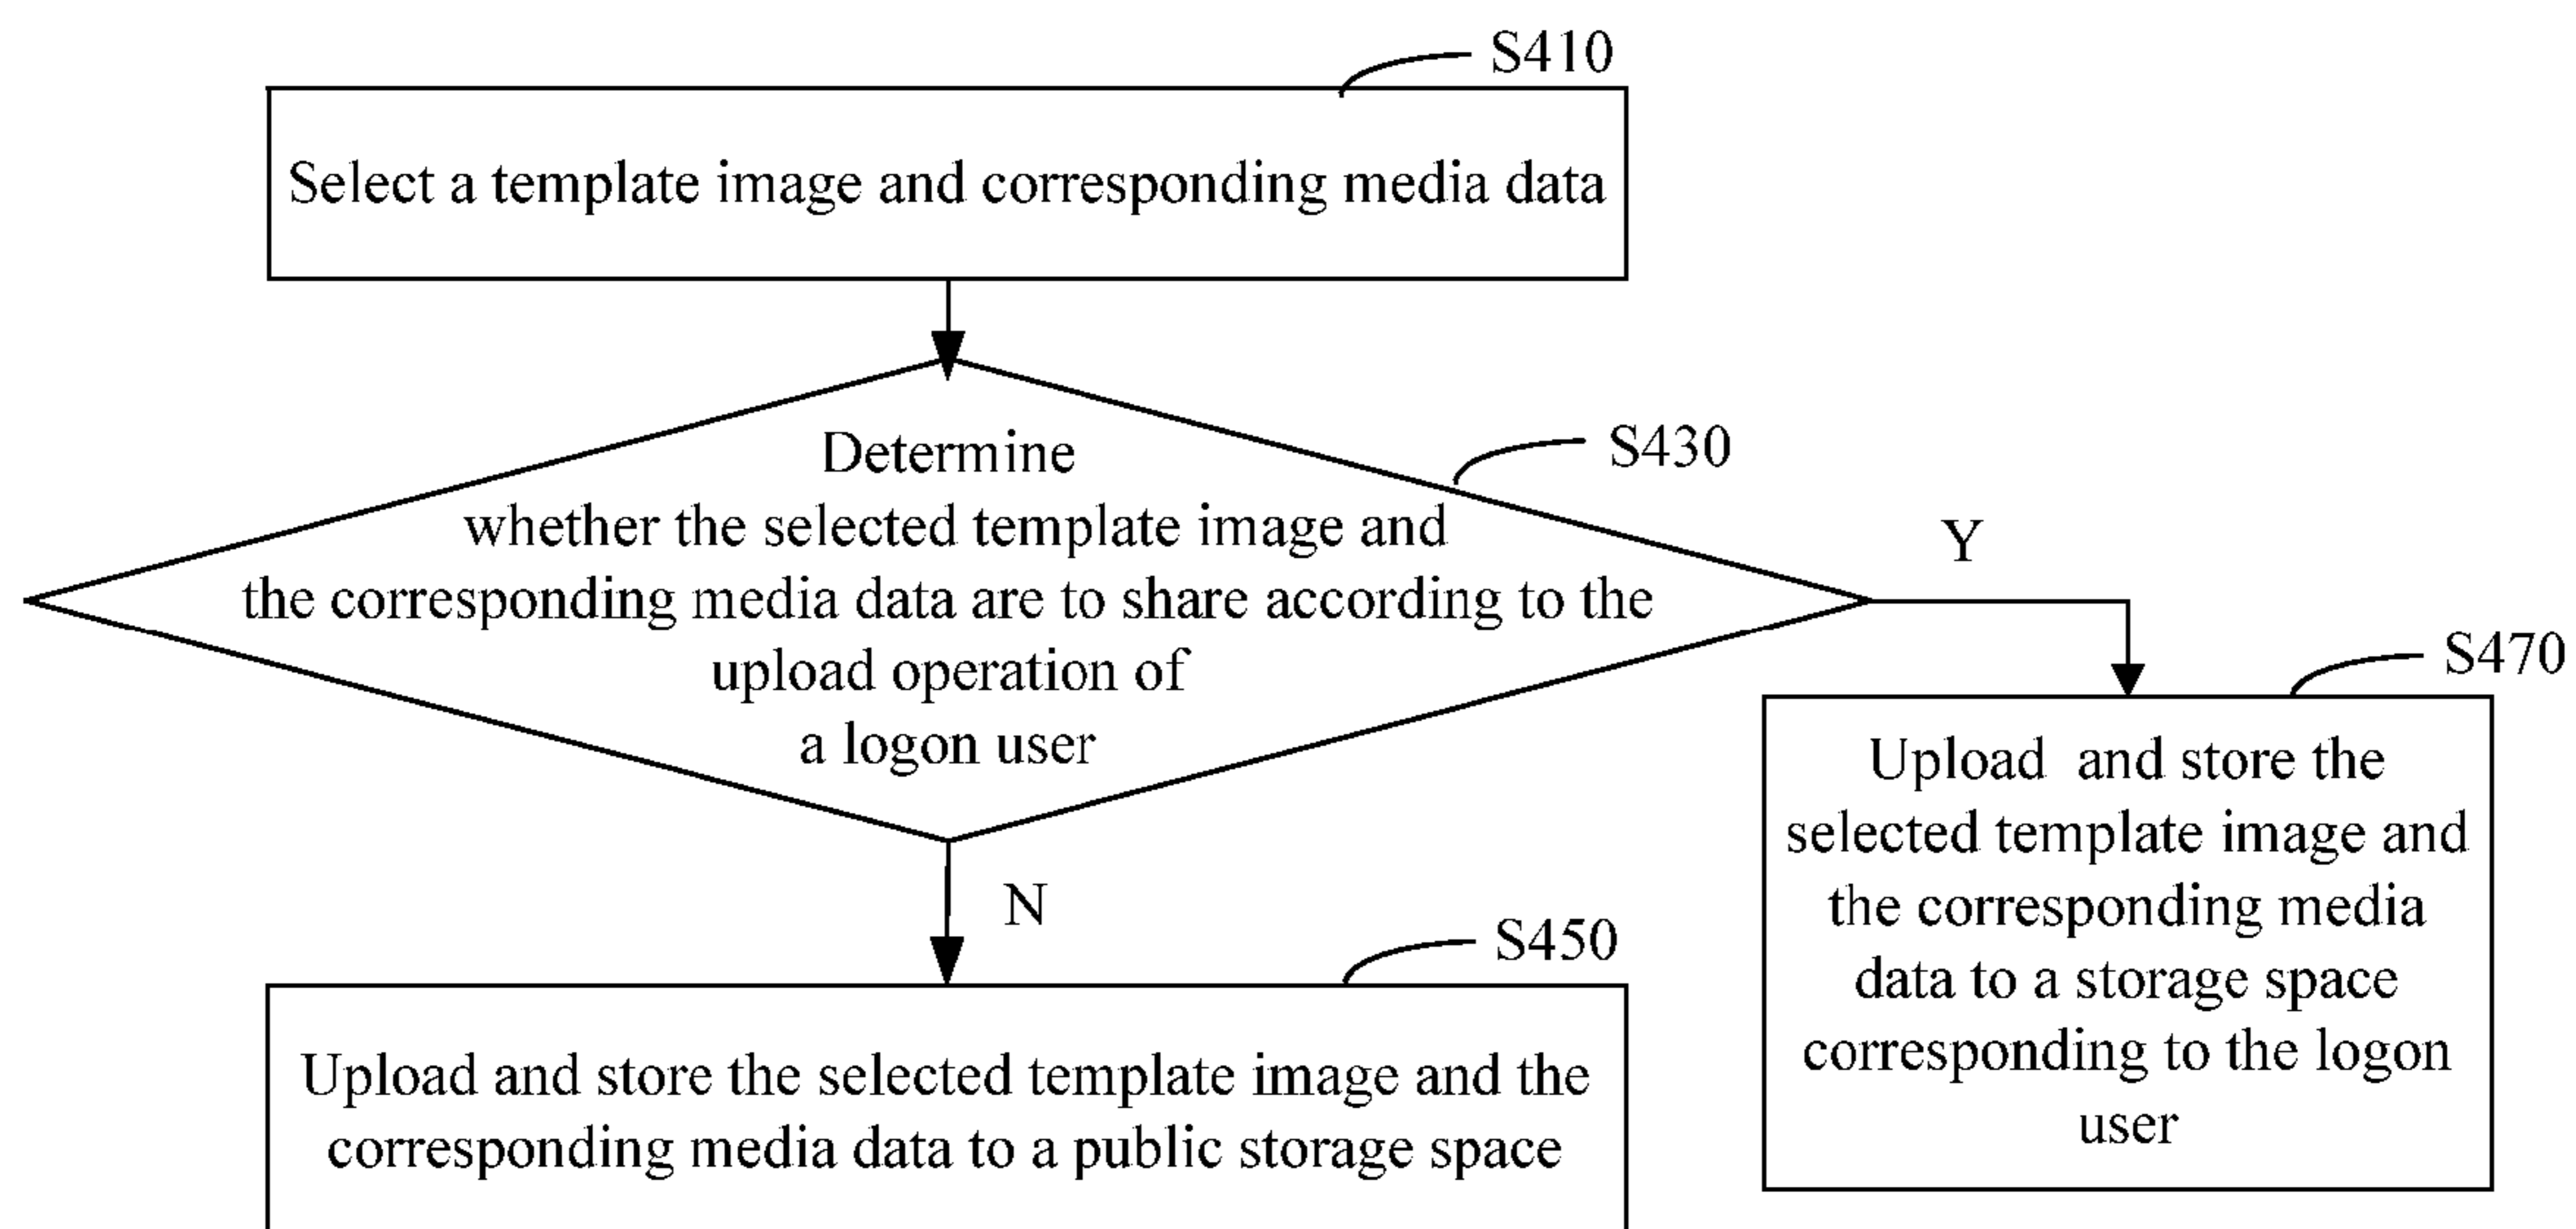 S410
Select a template image and corresponding media data
Determine
whether the selected template image and
the corresponding media data are to share according to the
upload operation of
a logon user
S430
Y
N
S470
Upload and store the
selected template image and
the corresponding media
data to a storage space
corresponding to the logon
user
S450
Upload and store the selected template image and the
corresponding media data to a public storage space